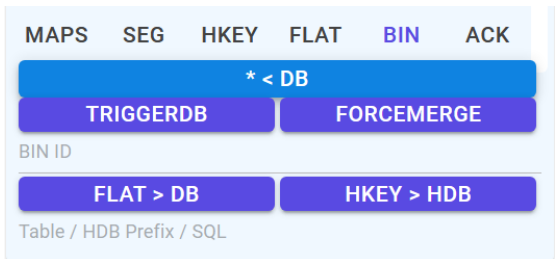 MAPS SEG HKEY FLAT BIN ACK
* < DB
TRIGGERDB FORCEMERGE
BIN ID
FLAT > DB HKEY > HDB
Table / HDB Prefix / SQL